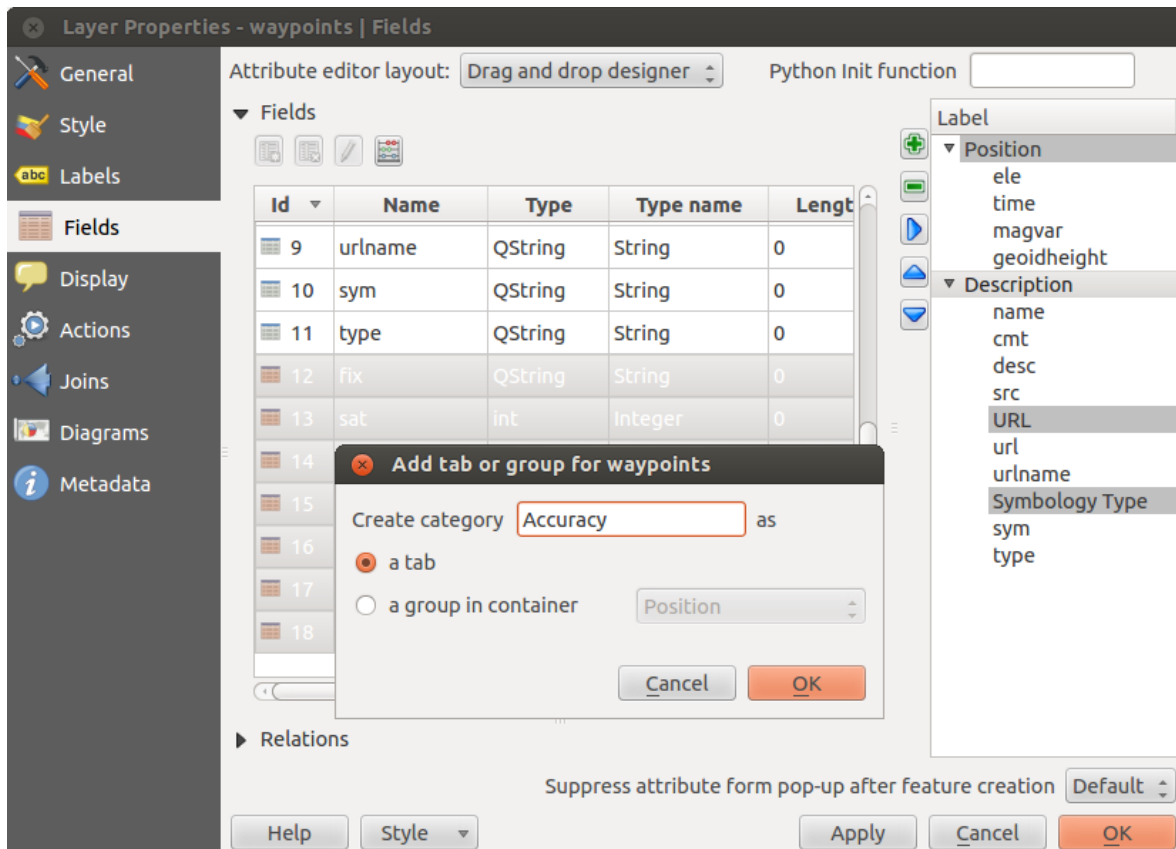 Layer Properties - waypoints | Fields
General
Style
Labels
Fields
Display
Actions
Joins
Diagrams
Metadata
Attribute editor layout: Drag and drop designer Python Init function
Fields
Id Name Type Type name Lengt
9 urlname QString String 0
10 sym QString String 0
11 type QString String 0
12 fix QString String 0
13 sat int Integer 0
14
15
16
17
18
Label
Position
ele
time
magvar
geoidheight
Description
name
cmt
desc
src
URL
url
urlname
Symbology Type
sym
type
Add tab or group for waypoints
Create category Accuracy as
a tab
a group in container Position
Cancel OK
Relations
Suppress attribute form pop-up after feature creation Default
Help Style Apply Cancel OK
abc